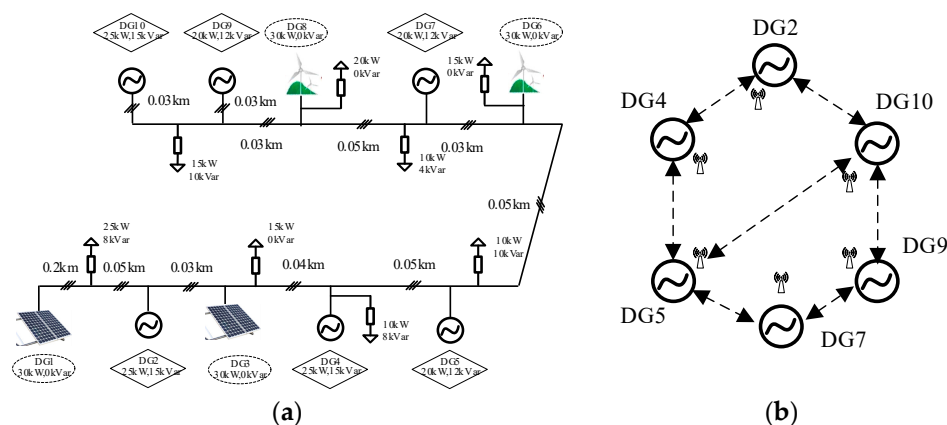 DG10
25kW,15kVar
DG9
20kW,12kVar
DG8
30kW,0kVar
DG7
20kW,12kVar
DG6
30kW,0kVar
20kW
0kVar
15kW
0kVar
0.03km
0.03km
0.03km
0.05km
0.03km
15kW
10kVar
10kW
4kVar
0.05km
25kW
8kVar
15kW
0kVar
10kW
10kVar
0.2km
0.05km
0.03km
0.04km
0.05km
10kW
8kVar
DG1
30kW,0kVar
DG2
25kW,15kVar
DG3
30kW,0kVar
DG4
25kW,15kVar
DG5
20kW,12kVar
(a)
DG2
DG4
DG10
DG9
DG5
DG7
(b)